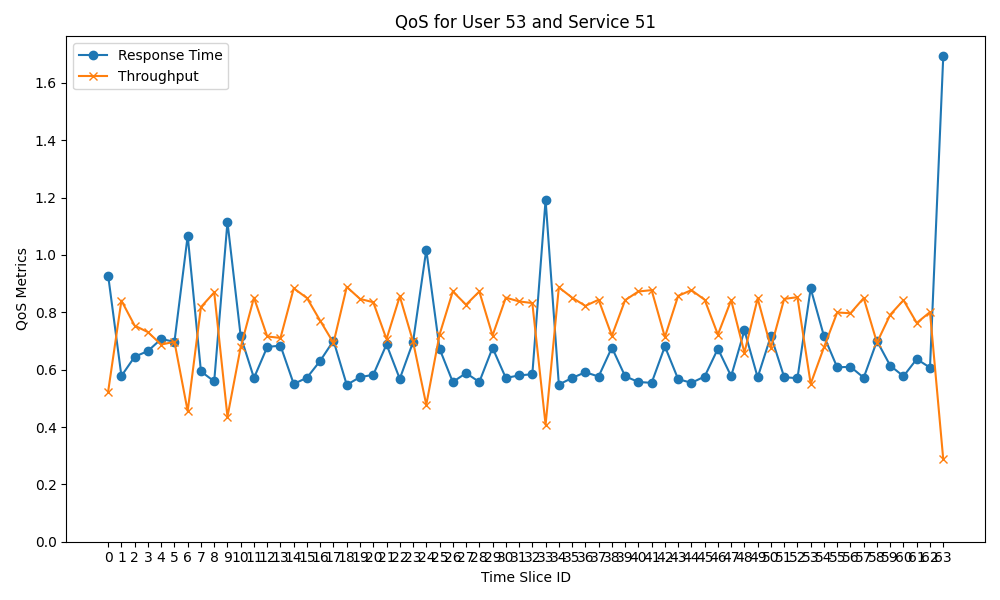 QoS for User 53 and Service 51
Response Time
Throughput
QoS Metrics
1.6
1.4
1.2
1.0
0.8
0.6
0.4
0.2
0.0
0 1 2 3 4 5 6 7 8 9 10 11 12 13 14 15 16 17 18 19 20 21 22 23 24 25 26 27 28 29 30 31 32 33 34 35 36 37 38 39 40 41 42 43 44 45 46 47 48 49 50 51 52 53 54 55 56 57 58 59 60 61 62 63
Time Slice ID